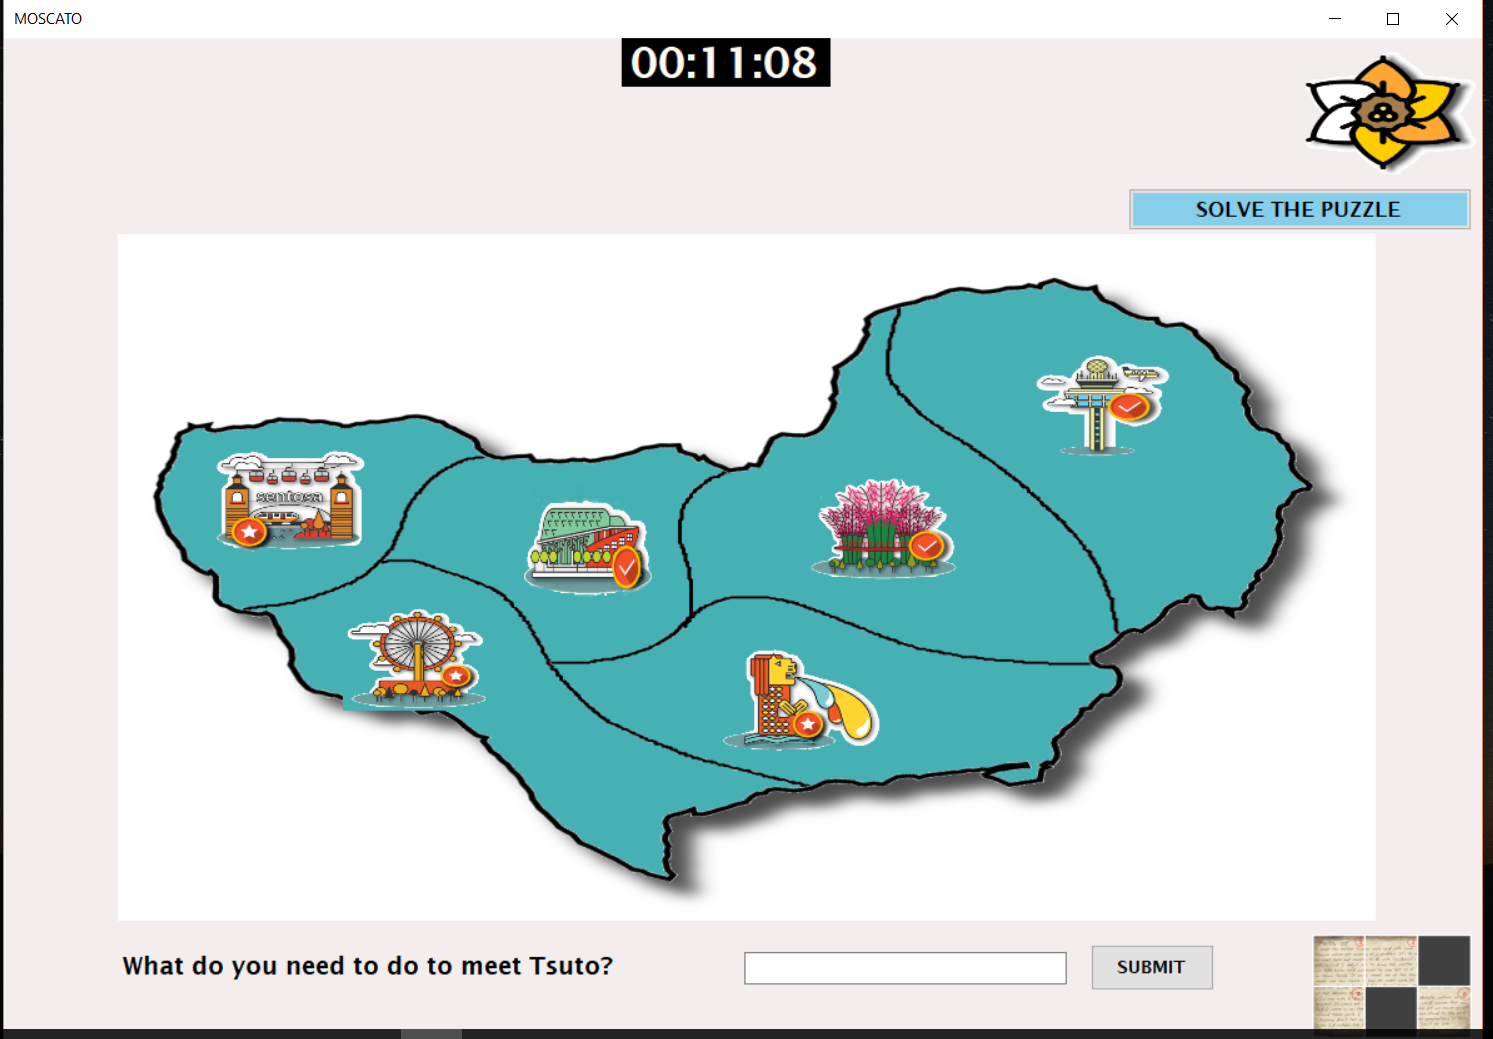 MOSCATO
00:11:08
SOLVE THE PUZZLE
sentosa
What do you need to do to meet Tsuto?
SUBMIT